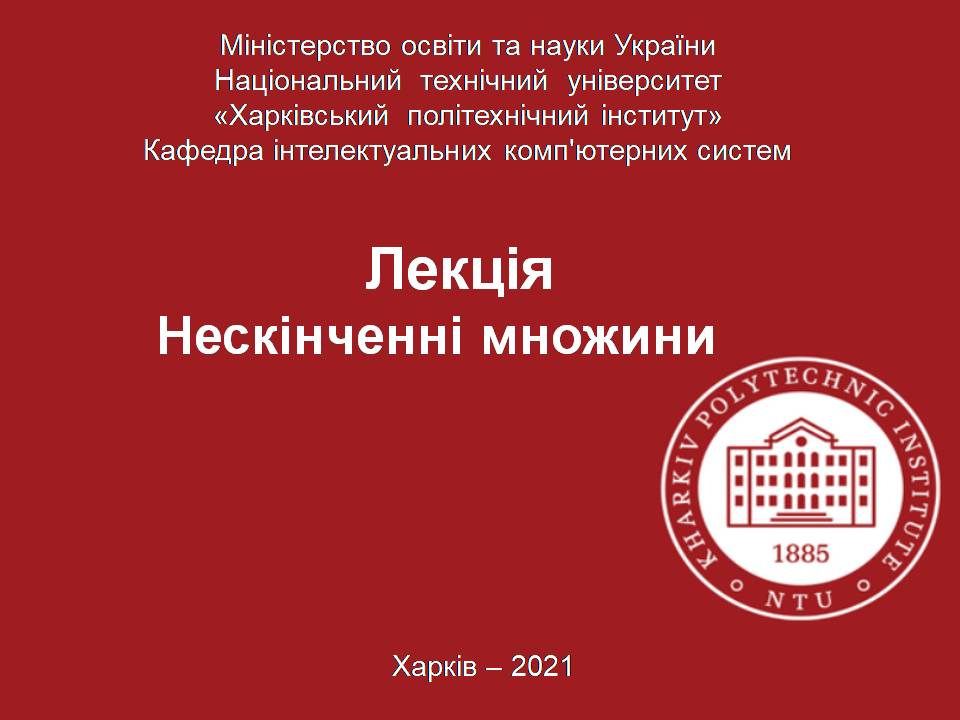 Міністерство освіти та науки України
Національний технічний університет
«Харківський політехнічний інститут»
Кафедра інтелектуальних комп'ютерних систем
Лекція
Нескінченні множини
KHARKIV POLYTECHNIC INSTITUTE
1885
NTU
Харків – 2021